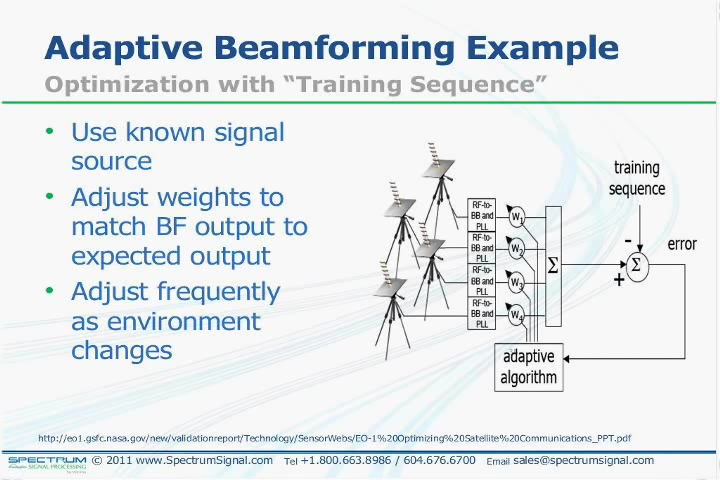 Adaptive Beamforming Example
Optimization with “Training Sequence”
• Use known signal
source
• Adjust weights to
match BF output to
expected output
• Adjust frequently
as environment
changes
training
sequence
RF-to-
BB and
PLL
W1
RF-to-
BB and
PLL
W2
RF-to-
BB and
PLL
W3
RF-to-
BB and
PLL
W4
Σ
-
+
Σ
error
adaptive
algorithm
http://eo1.gsfc.nasa.gov/new/validationreport/Technology/SensorWebs/EO-1%20Optimizing%20Satellite%20Communications_PPT.pdf
SPECTRUM
SIGNAL PROCESSING
© 2011 www.SpectrumSignal.com Tel +1.800.663.8986 / 604.676.6700 Email sales@spectrumsignal.com